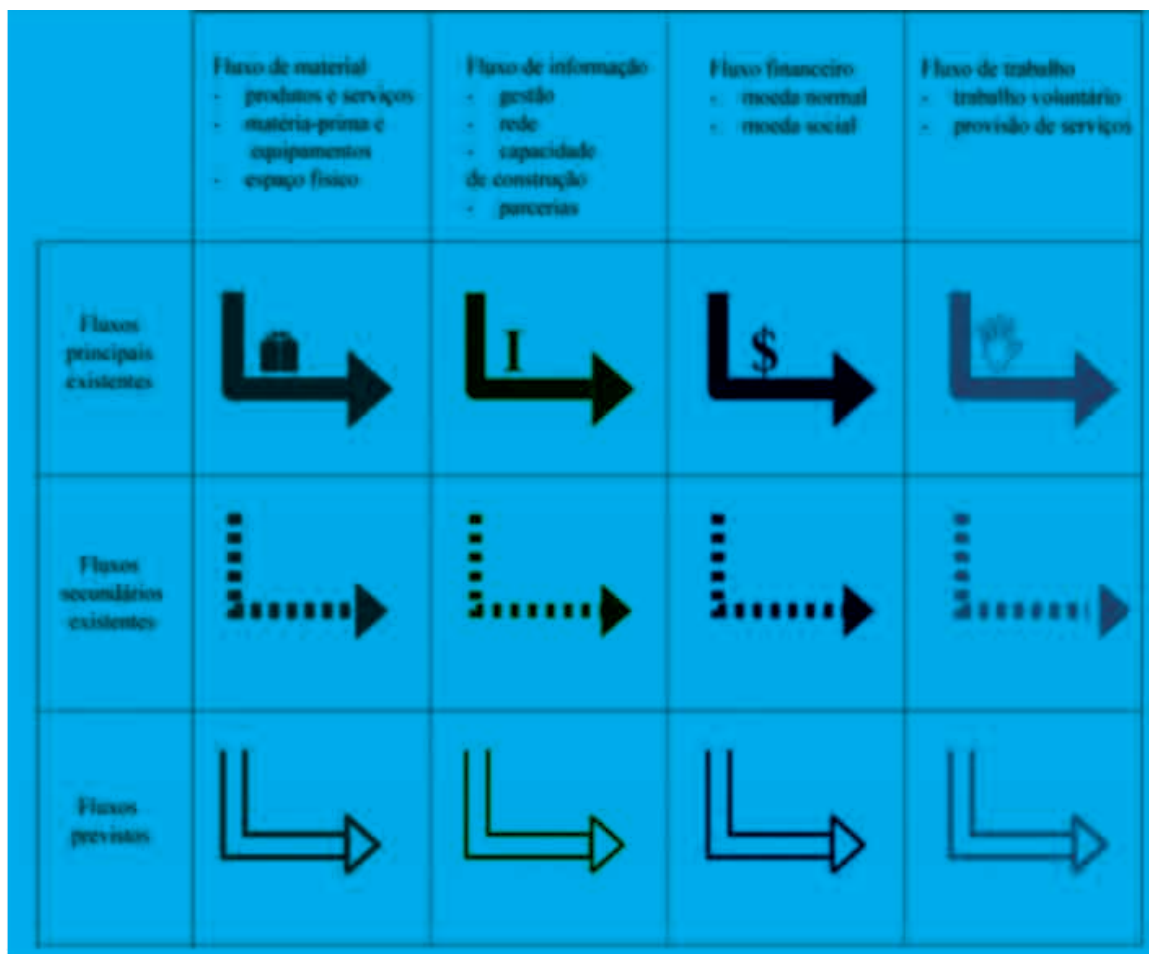 Fluxo de material
- produtos e serviços
- matéria-prima e
equipamentos
- espaço físico
Fluxo de informação
- gestão
- rede
- capacidade
de construção
- parcerias
Fluxo financeiro
- moeda normal
- moeda social
Fluxo de trabalho
- trabalho voluntário
- provisão de serviços
Fluxos
principais
existentes
I
$
Fluxos
secundários
existentes
Fluxos
previstos